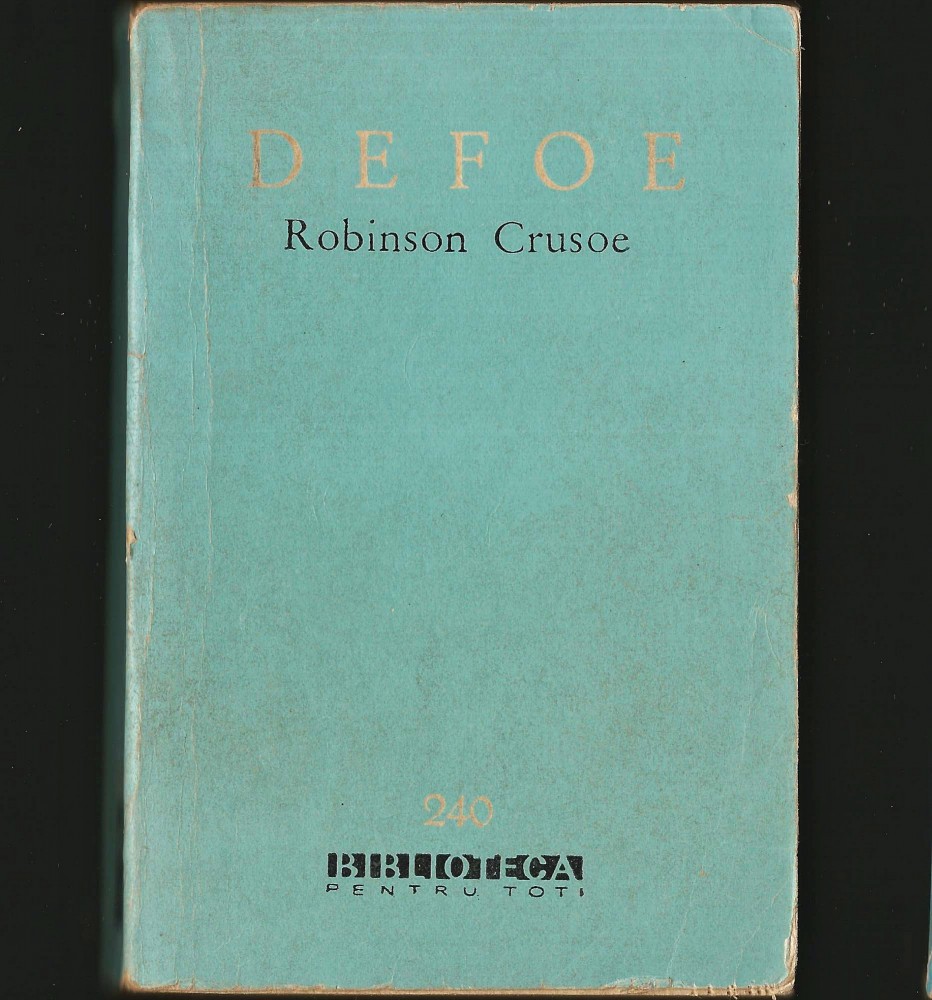 DEFOE
Robinson Crusoe
240
BIBLIOTECA
PENTRU TOTI